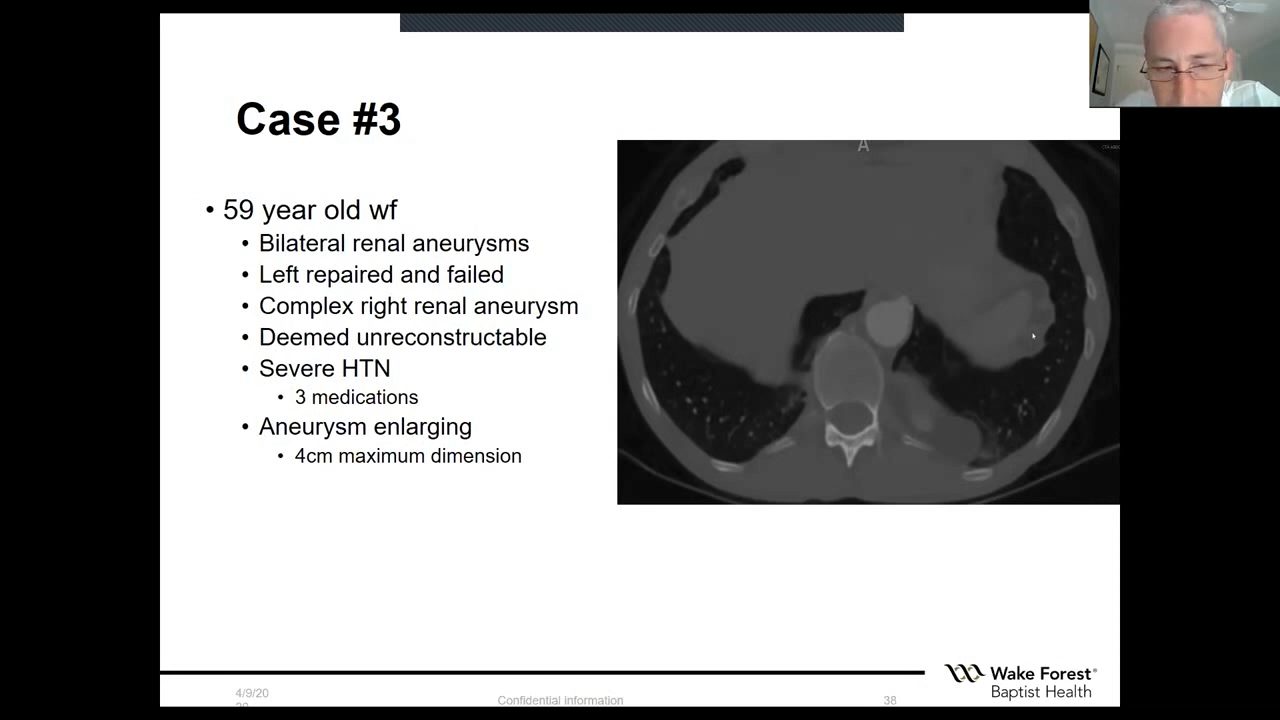 Case #3
A
• 59 year old wf
• Bilateral renal aneurysms
• Left repaired and failed
• Complex right renal aneurysm
• Deemed unreconstructable
• Severe HTN
• 3 medications
• Aneurysm enlarging
• 4cm maximum dimension
4/9/20
20
Confidential information
38
Wake Forest®
Baptist Health